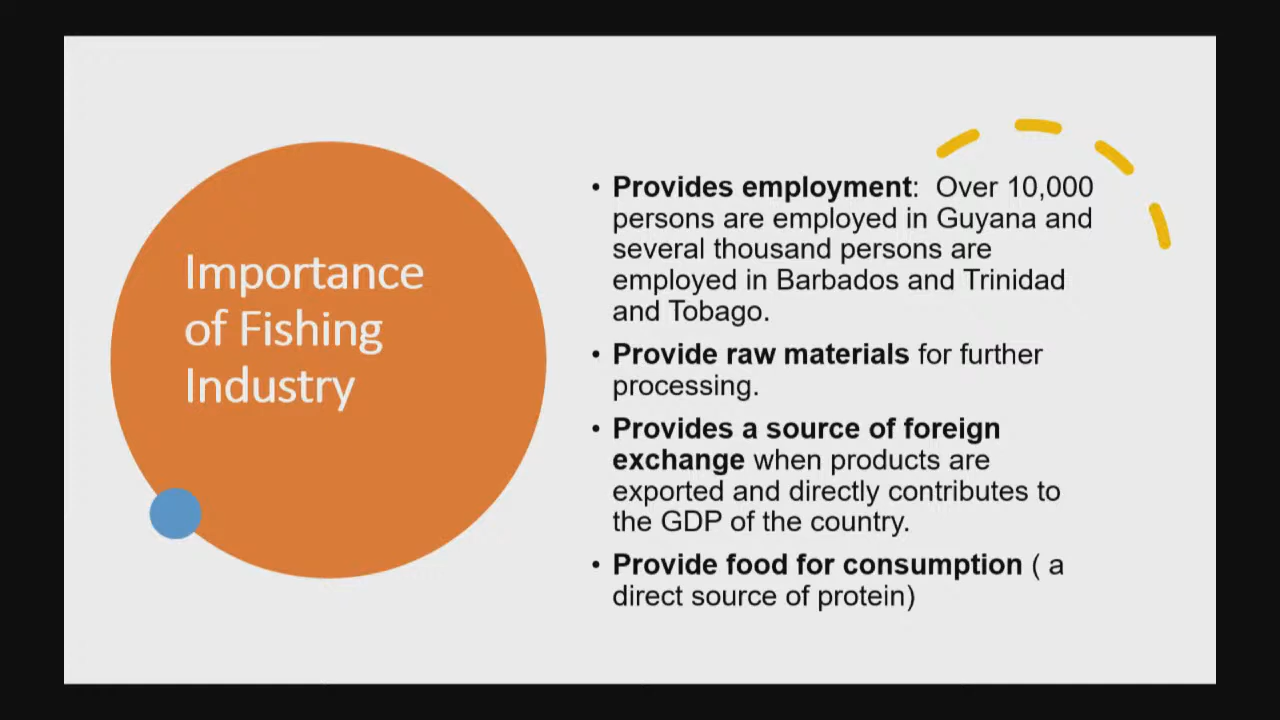 Importance
of Fishing
Industry
• Provides employment:  Over 10,000
persons are employed in Guyana and
several thousand persons are
employed in Barbados and Trinidad
and Tobago.
• Provide raw materials for further
processing.
• Provides a source of foreign
exchange when products are
exported and directly contributes to
the GDP of the country.
• Provide food for consumption ( a
direct source of protein)